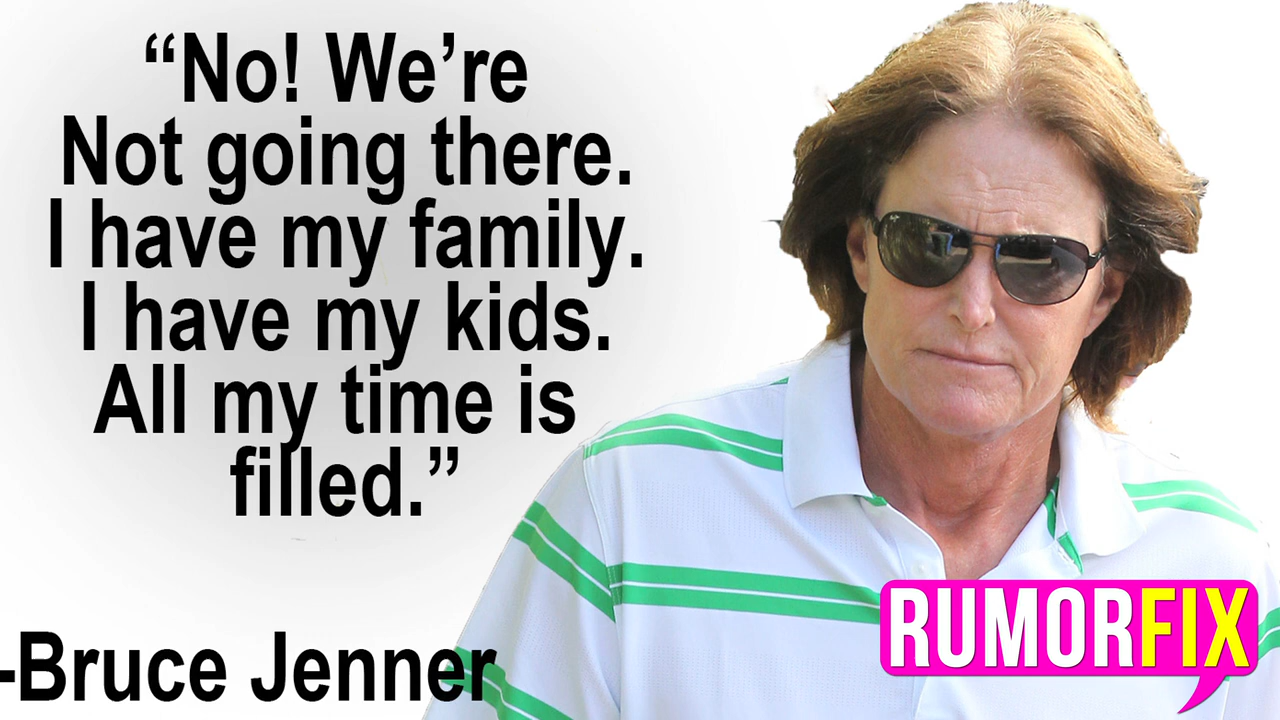 “No! We’re
Not going there.
I have my family.
I have my kids.
All my time is
filled.”
-Bruce Jenner
RUMORFIX